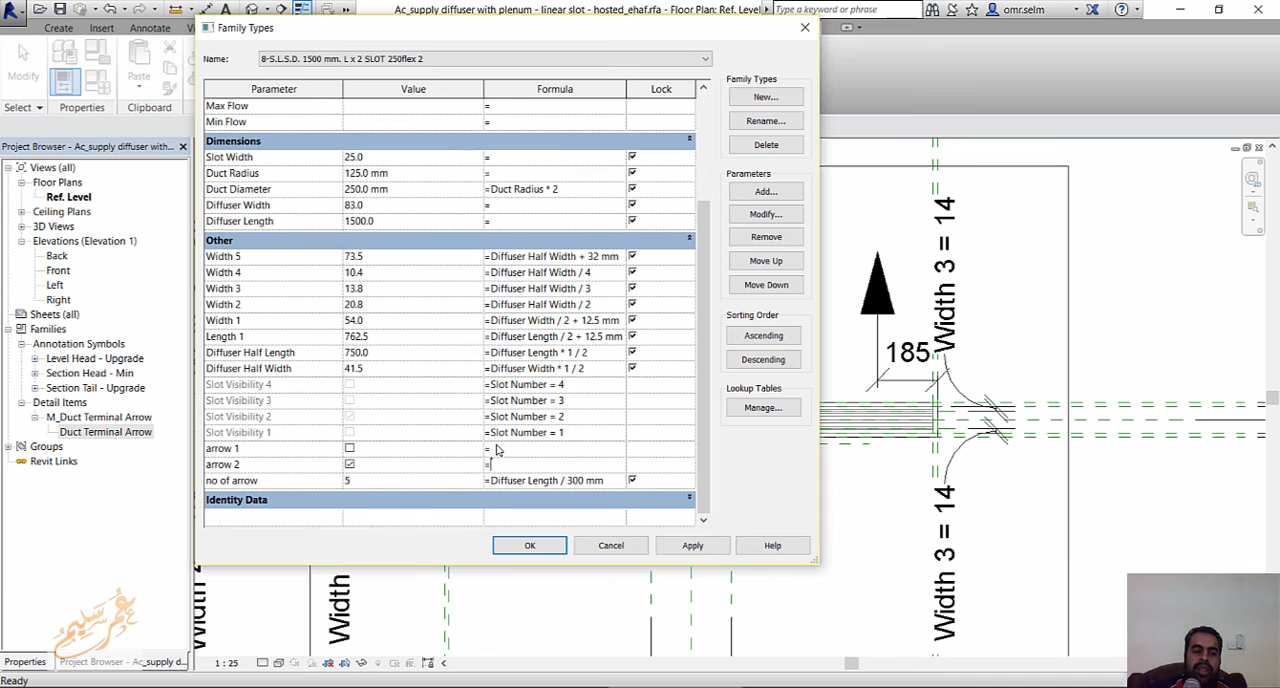 Ac_supply diffuser with plenum - linear slot - hosted_ehaf.rfa - Floor Plan: Ref. Level
Type a keyword or phrase
omr.selm
Create Insert Annotate
Modify
Paste
Select Properties Clipboard
Project Browser - Ac_supply diffuser with...
Views (all)
Floor Plans
Ref. Level
Ceiling Plans
3D Views
Elevations (Elevation 1)
Back
Front
Left
Right
Sheets (all)
Families
Annotation Symbols
Level Head - Upgrade
Section Head - Min
Section Tail - Upgrade
Detail Items
M_Duct Terminal Arrow
Duct Terminal Arrow
Groups
Revit Links
Properties Project Browser - Ac_supply d...
Ready
Family Types
Name: 8-S.L.S.D. 1500 mm. L x 2 SLOT 250flex 2
Parameter Value Formula Lock
Max Flow =
Min Flow =
Dimensions
Slot Width 25.0 =
Duct Radius 125.0 mm =
Duct Diameter 250.0 mm =Duct Radius * 2
Diffuser Width 83.0 =
Diffuser Length 1500.0 =
Other
Width 5 73.5 =Diffuser Half Width + 32 mm
Width 4 10.4 =Diffuser Half Width / 4
Width 3 13.8 =Diffuser Half Width / 3
Width 2 20.8 =Diffuser Half Width / 2
Width 1 54.0 =Diffuser Width / 2 + 12.5 mm
Length 1 762.5 =Diffuser Length / 2 + 12.5 mm
Diffuser Half Length 750.0 =Diffuser Length * 1 / 2
Diffuser Half Width 41.5 =Diffuser Width * 1 / 2
Slot Visibility 4 =Slot Number = 4
Slot Visibility 3 =Slot Number = 3
Slot Visibility 2 =Slot Number = 2
Slot Visibility 1 =Slot Number = 1
arrow 1 =
arrow 2 =
no of arrow 5 =Diffuser Length / 300 mm
Identity Data
OK Cancel Apply Help
Family Types
New...
Rename...
Delete
Parameters
Add...
Modify...
Remove
Move Up
Move Down
Sorting Order
Ascending
Descending
Lookup Tables
Manage...
185
Width 3 = 14
Width 3 = 14
Width
1 : 25
عمر سليم